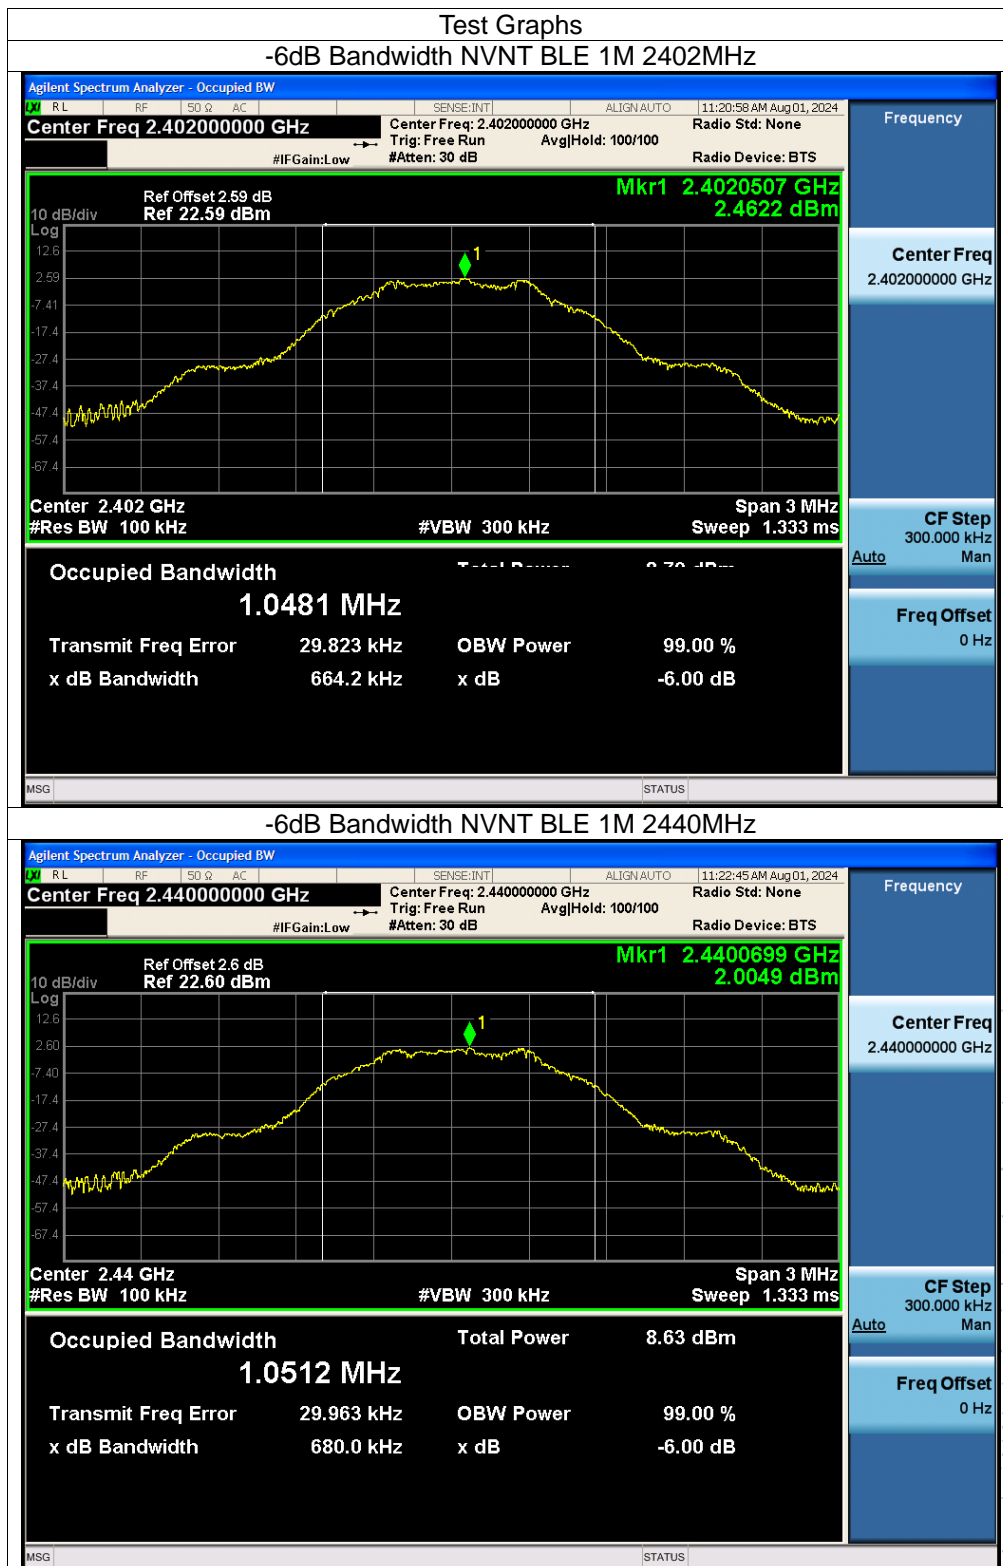 Test Graphs
-6dB Bandwidth NVNT BLE 1M 2402MHz
Agilent Spectrum Analyzer - Occupied BW
LXI RL RF 50 Ω AC SENSE:INT ALIGN AUTO 11:20:58 AM Aug 01, 2024
Center Freq 2.402000000 GHz Center Freq: 2.402000000 GHz Radio Std: None
Trig: Free Run Avg|Hold: 100/100
#IFGain:Low #Atten: 30 dB Radio Device: BTS
Frequency
Mkr1 2.4020507 GHz
2.4622 dBm
Ref Offset 2.59 dB
10 dB/div Ref 22.59 dBm
Log
12.6
2.59
-7.41
-17.4
-27.4
-37.4
-47.4
-57.4
-67.4
1
Center 2.402 GHz Span 3 MHz
#Res BW 100 kHz #VBW 300 kHz Sweep 1.333 ms
Center Freq
2.402000000 GHz
CF Step
300.000 kHz
Auto Man
Freq Offset
0 Hz
Occupied Bandwidth
1.0481 MHz
Transmit Freq Error 29.823 kHz OBW Power 99.00 %
x dB Bandwidth 664.2 kHz x dB -6.00 dB
MSG STATUS
-6dB Bandwidth NVNT BLE 1M 2440MHz
Agilent Spectrum Analyzer - Occupied BW
LXI RL RF 50 Ω AC SENSE:INT ALIGN AUTO 11:22:45 AM Aug 01, 2024
Center Freq 2.440000000 GHz Center Freq: 2.440000000 GHz Radio Std: None
Trig: Free Run Avg|Hold: 100/100
#IFGain:Low #Atten: 30 dB Radio Device: BTS
Frequency
Mkr1 2.4400699 GHz
2.0049 dBm
Ref Offset 2.6 dB
10 dB/div Ref 22.60 dBm
Log
12.6
2.60
-7.40
-17.4
-27.4
-37.4
-47.4
-57.4
-67.4
1
Center 2.44 GHz Span 3 MHz
#Res BW 100 kHz #VBW 300 kHz Sweep 1.333 ms
Center Freq
2.440000000 GHz
CF Step
300.000 kHz
Auto Man
Freq Offset
0 Hz
Occupied Bandwidth Total Power 8.63 dBm
1.0512 MHz
Transmit Freq Error 29.963 kHz OBW Power 99.00 %
x dB Bandwidth 680.0 kHz x dB -6.00 dB
MSG STATUS